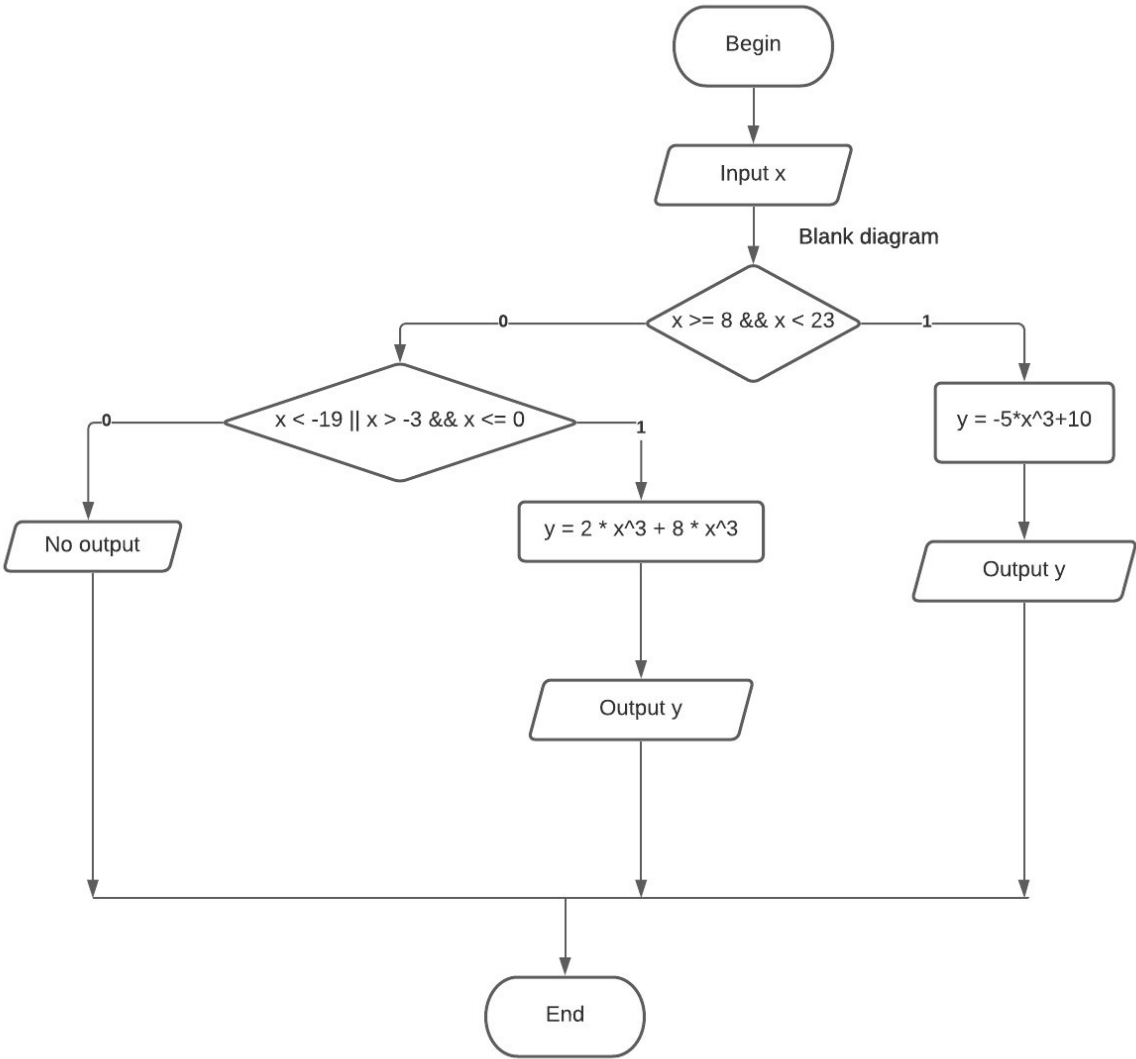 Begin
Input x
Blank diagram
x >= 8 && x < 23
0
1
x < -19 || x > -3 && x <= 0
0
1
y = -5*x^3+10
No output
y = 2 * x^3 + 8 * x^3
Output y
Output y
End